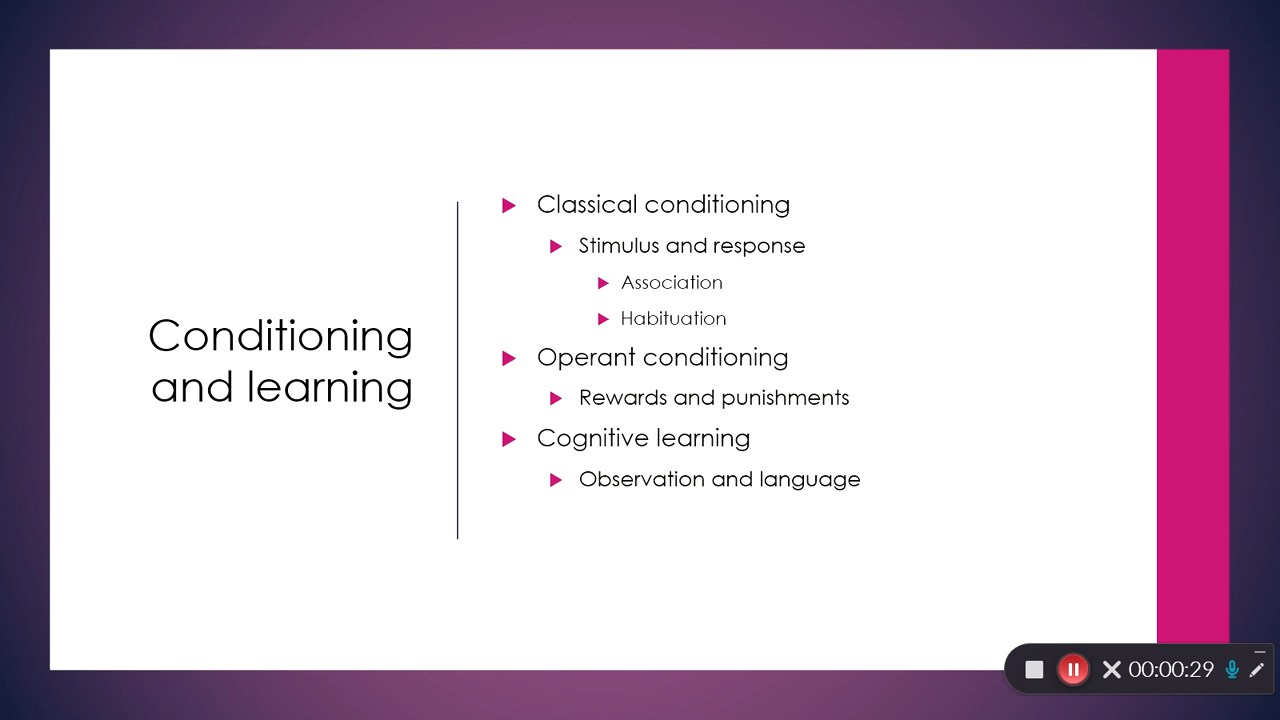 Conditioning
and learning
Classical conditioning
Stimulus and response
Association
Habituation
Operant conditioning
Rewards and punishments
Cognitive learning
Observation and language
00:00:29